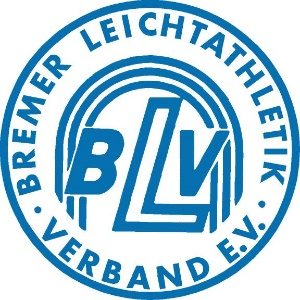 BREMER LEICHTATHLETIK
· VERBAND E.V. ·
BLV